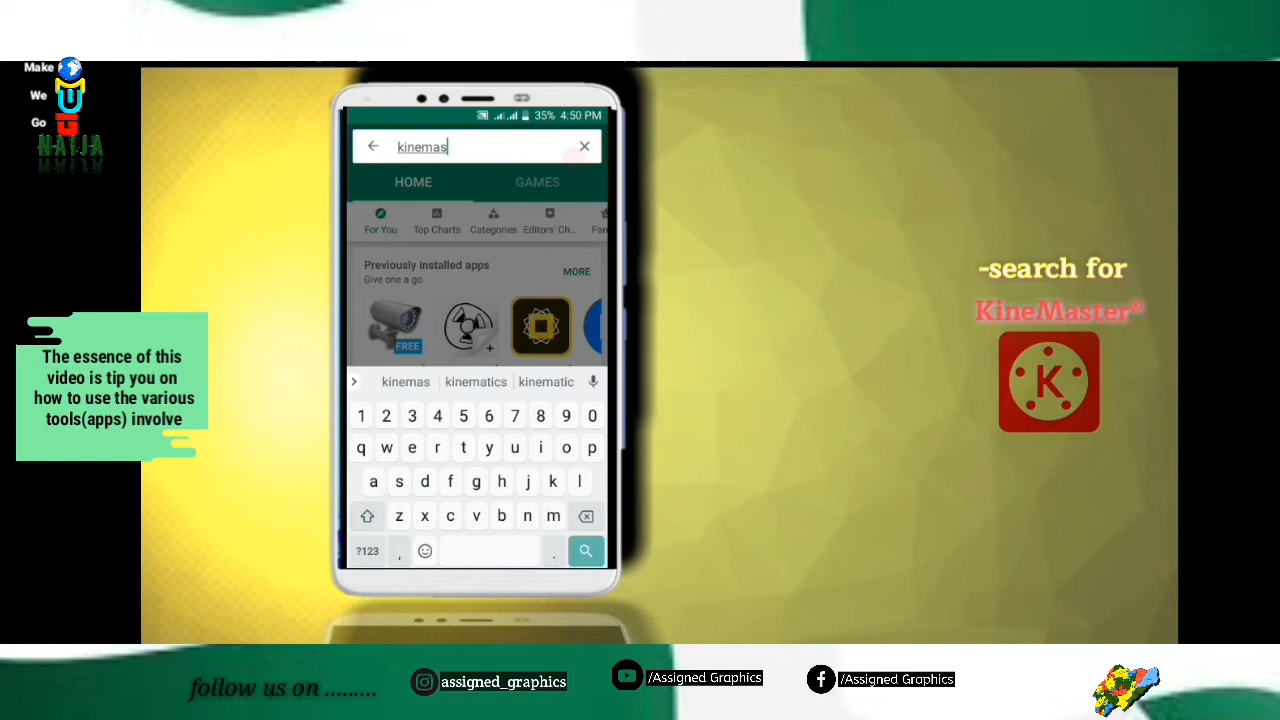 Make
We
Go
U
G
NAIJA
35% 4:50 PM
kinemas
HOME GAMES
For You Top Charts Categories Editors' Ch... Fan
Previously installed apps
Give one a go
MORE
FREE
kinemas kinematics kinematic
1 2 3 4 5 6 7 8 9 0
q w e r t y u i o p
a s d f g h j k l
z x c v b n m
?123 , .
-search for
KineMaster®
K
The essence of this
video is tip you on
how to use the various
tools(apps) involve
follow us on .........
assigned_graphics
/Assigned Graphics
/Assigned Graphics